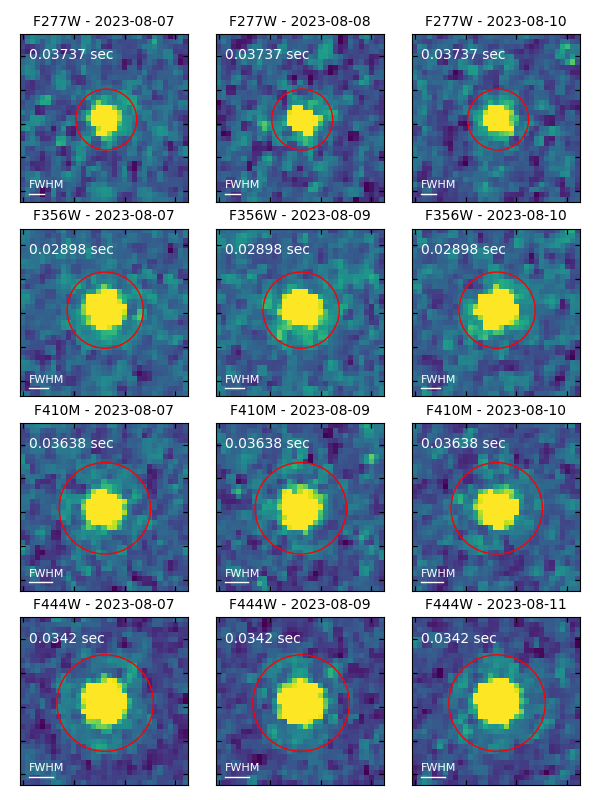 F277W - 2023-08-07
F277W - 2023-08-08
F277W - 2023-08-10
0.03737 sec
0.03737 sec
0.03737 sec
FWHM
FWHM
FWHM
F356W - 2023-08-07
F356W - 2023-08-09
F356W - 2023-08-10
0.02898 sec
0.02898 sec
0.02898 sec
FWHM
FWHM
FWHM
F410M - 2023-08-07
F410M - 2023-08-09
F410M - 2023-08-10
0.03638 sec
0.03638 sec
0.03638 sec
FWHM
FWHM
FWHM
F444W - 2023-08-07
F444W - 2023-08-09
F444W - 2023-08-11
0.0342 sec
0.0342 sec
0.0342 sec
FWHM
FWHM
FWHM